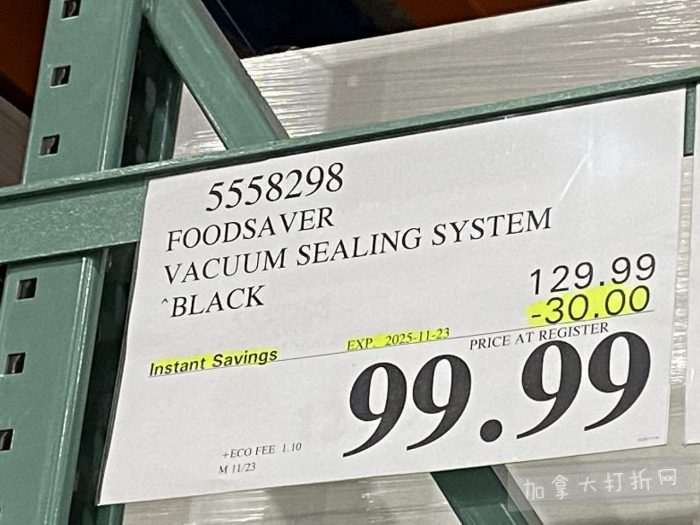 5558298
FOODSAVER
VACUUM SEALING SYSTEM
^BLACK
129.99
-30.00
Instant Savings EXP. 2025-11-23 PRICE AT REGISTER
99.99
+ECO FEE 1.10
M 11/23
加拿大打折网